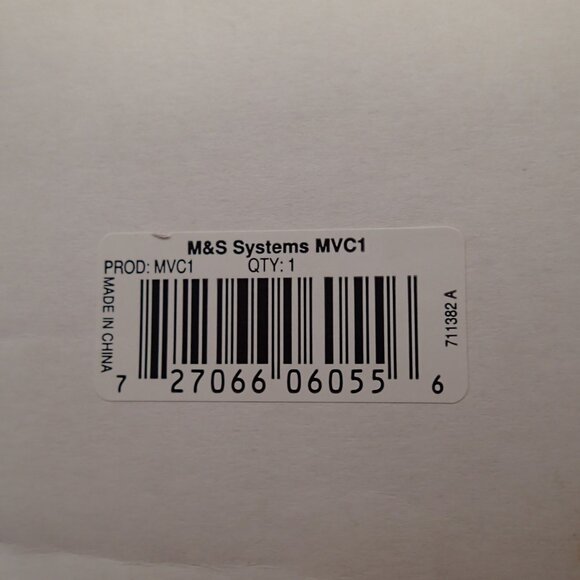 M&S Systems MVC1
PROD: MVC1 QTY: 1
MADE IN CHINA
711382 A
7 27066 06055 6